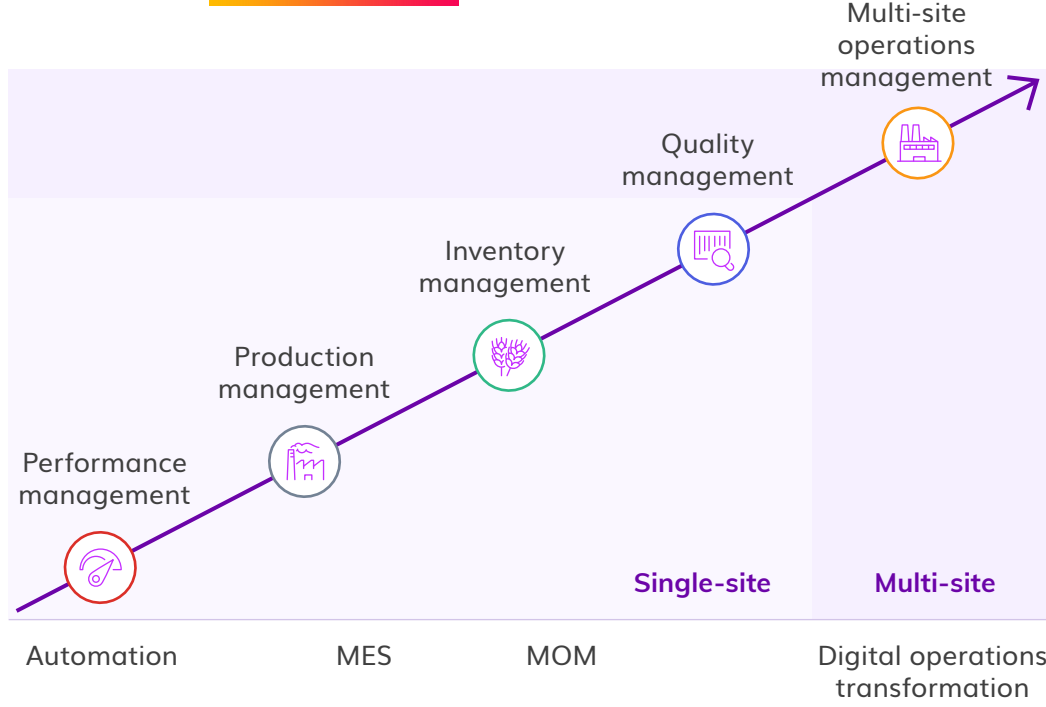 Multi-site
operations
management
Quality
management
Inventory
management
Production
management
Performance
management
Single-site
Multi-site
Automation
MES
MOM
Digital operations
transformation